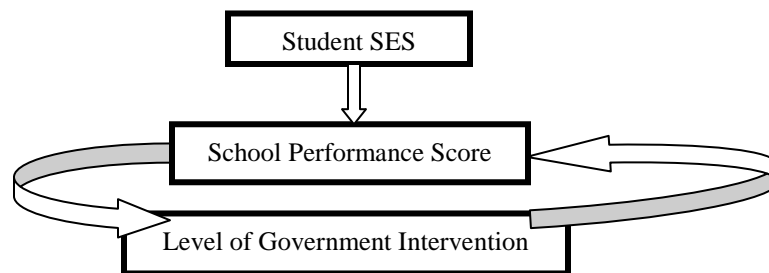 Student SES
School Performance Score
Level of Government Intervention